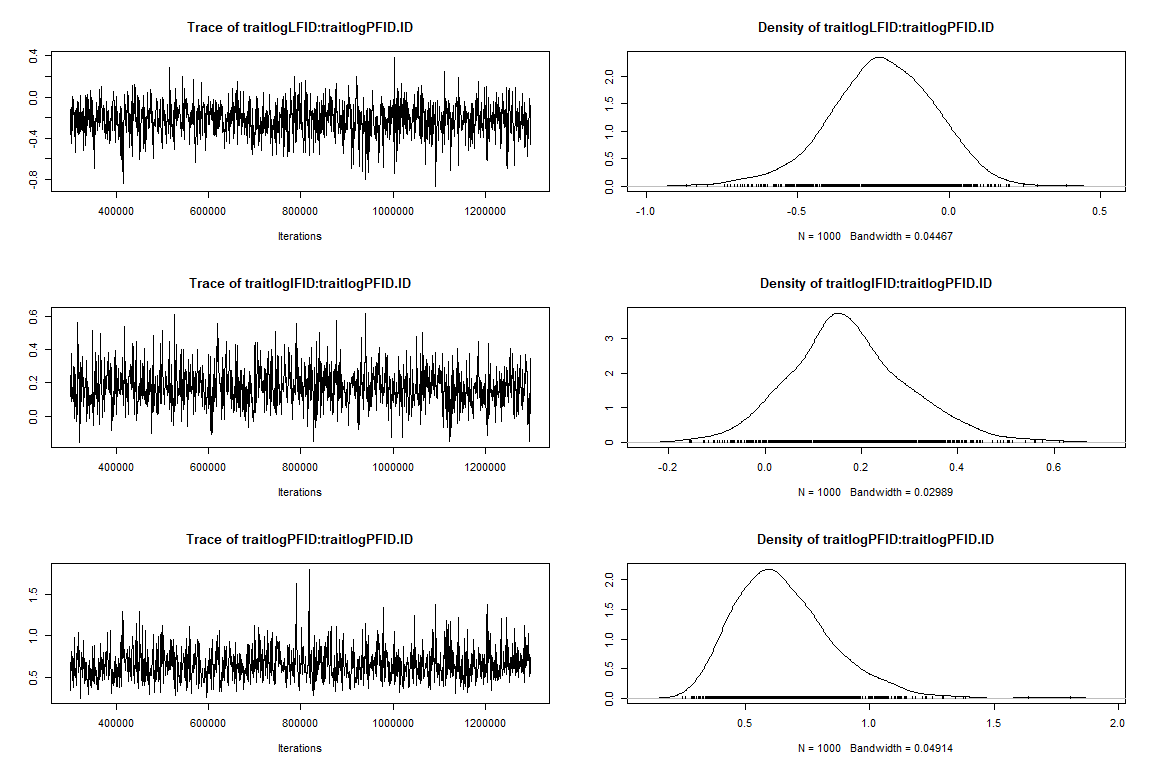 Trace of traitlogLFID:traitlogPFID.ID
Density of traitlogLFID:traitlogPFID.ID
0.4
0.0
-0.4
-0.8
400000 600000 800000 1000000 1200000
Iterations
2.0
1.5
1.0
0.5
0.0
-1.0 -0.5 0.0 0.5
N = 1000 Bandwidth = 0.04467
Trace of traitlogIFID:traitlogPFID.ID
Density of traitlogIFID:traitlogPFID.ID
0.6
0.4
0.2
0.0
400000 600000 800000 1000000 1200000
Iterations
3
2
1
0
-0.2 0.0 0.2 0.4 0.6
N = 1000 Bandwidth = 0.02989
Trace of traitlogPFID:traitlogPFID.ID
Density of traitlogPFID:traitlogPFID.ID
1.5
1.0
0.5
400000 600000 800000 1000000 1200000
Iterations
2.0
1.5
1.0
0.5
0.0
0.5 1.0 1.5 2.0
N = 1000 Bandwidth = 0.04914